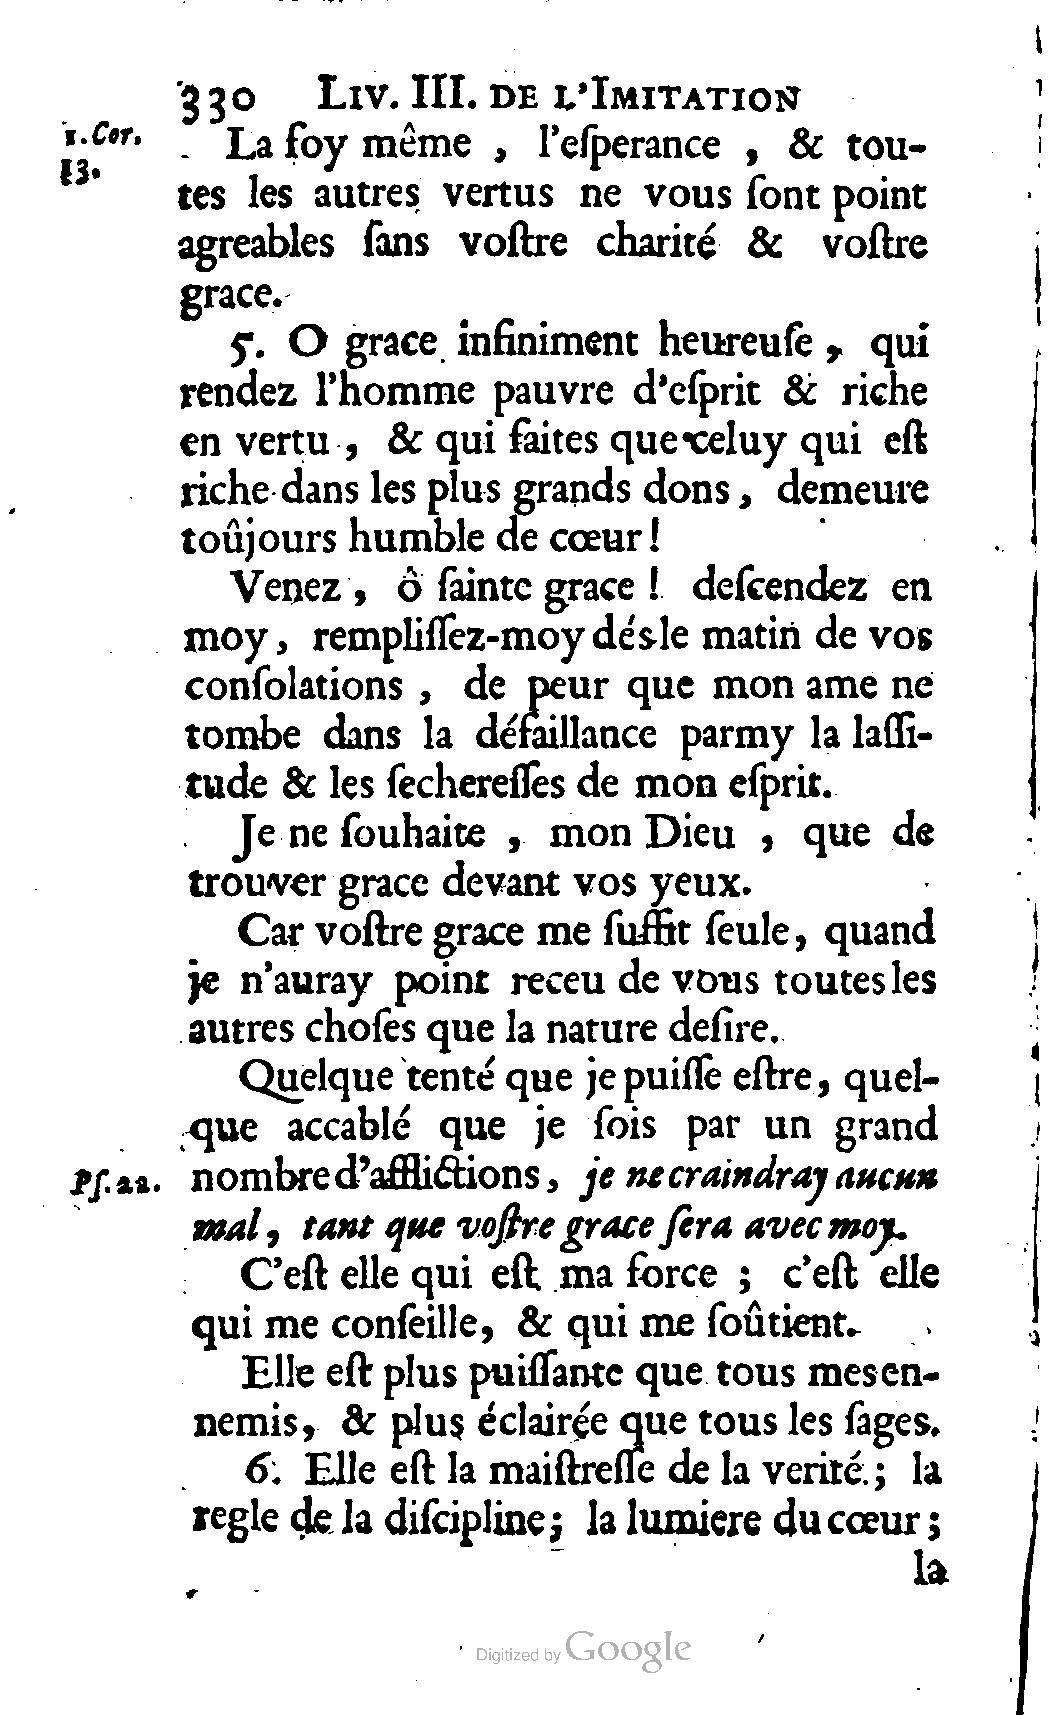 330 LIV. III. DE L'IMITATION
1. Cor.
13.
La foy même , l'eſperance , & tou-
tes les autres vertus ne vous ſont point
agreables ſans voſtre charité & voſtre
grace.
5. O grace infiniment heureuſe , qui
rendez l'homme pauvre d'eſprit & riche
en vertu , & qui faites que celuy qui eſt
riche dans les plus grands dons , demeure
toûjours humble de cœur !
Venez , ô ſainte grace ! deſcendez en
moy , rempliſſez-moy dés le matin de vos
conſolations , de peur que mon ame ne
tombe dans la défaillance parmy la laſſi-
tude & les ſechereſſes de mon eſprit.
Je ne ſouhaite , mon Dieu , que de
trouver grace devant vos yeux.
Car voſtre grace me ſuffit ſeule, quand
je n'auray point receu de vous toutes les
autres choſes que la nature deſire.
Quelque tenté que je puiſſe eſtre, quel-
que accablé que je ſois par un grand
Pſ. 22. nombre d'afflictions, je ne craindray aucun
mal, tant que voſtre grace ſera avec moy.
C'eſt elle qui eſt ma force ; c'eſt elle
qui me conſeille, & qui me ſoûtient.
Elle eſt plus puiſſante que tous mes en-
nemis, & plus éclairée que tous les ſages.
6. Elle eſt la maiſtreſſe de la verité ; la
regle de la diſcipline ; la lumiere du cœur ;
la
Digitized by Google